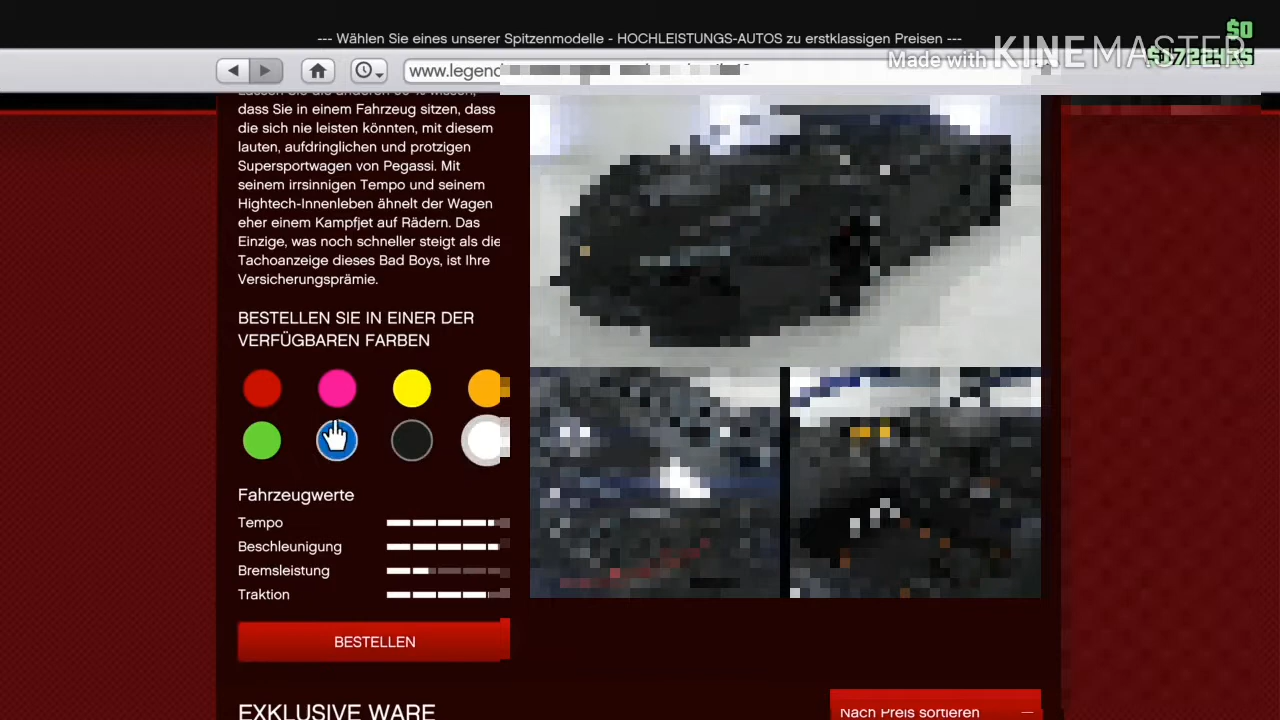 --- Wählen Sie eines unserer Spitzenmodelle - HOCHLEISTUNGS-AUTOS zu erstklassigen Preisen ---
$0
Made with KINEMASTER
www.legend
dass Sie in einem Fahrzeug sitzen, dass
die sich nie leisten könnten, mit diesem
lauten, aufdringlichen und protzigen
Supersportwagen von Pegassi. Mit
seinem irrsinnigen Tempo und seinem
Hightech-Innenleben ähnelt der Wagen
eher einem Kampfjet auf Rädern. Das
Einzige, was noch schneller steigt als die
Tachoanzeige dieses Bad Boys, ist Ihre
Versicherungsprämie.
BESTELLEN SIE IN EINER DER
VERFÜGBAREN FARBEN
Fahrzeugwerte
Tempo
Beschleunigung
Bremsleistung
Traktion
BESTELLEN
EXKLUSIVE WARE
Nach Preis sortieren